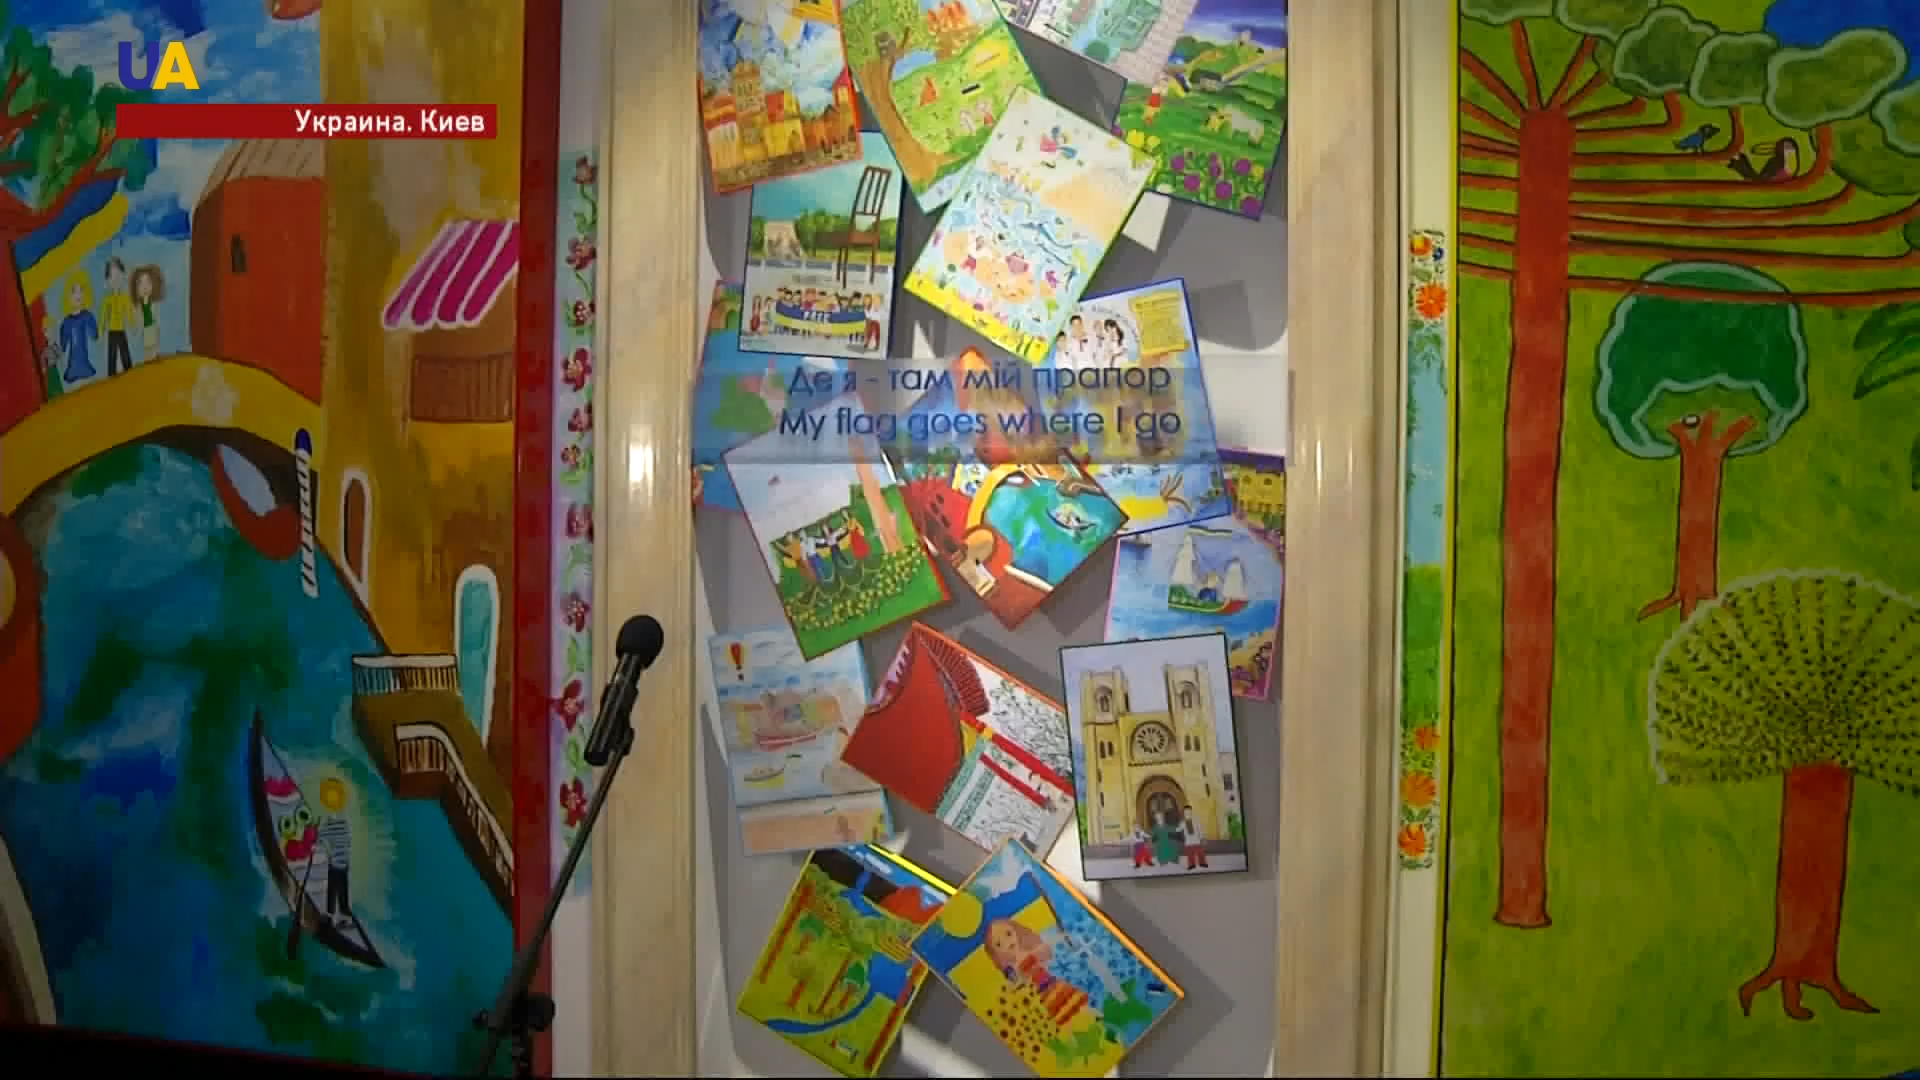 UA
Украина. Киев
Де я - там мій прапор
My flag goes where I go